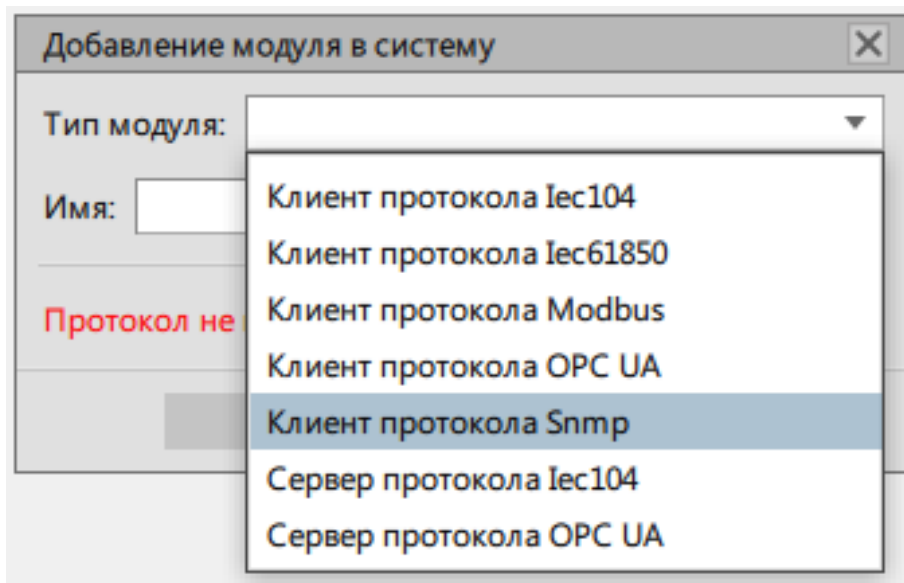 Добавление модуля в систему
Тип модуля:
Имя:
Клиент протокола Iec104
Клиент протокола Iec61850
Клиент протокола Modbus
Клиент протокола OPC UA
Клиент протокола Snmp
Сервер протокола Iec104
Сервер протокола OPC UA
Протокол не